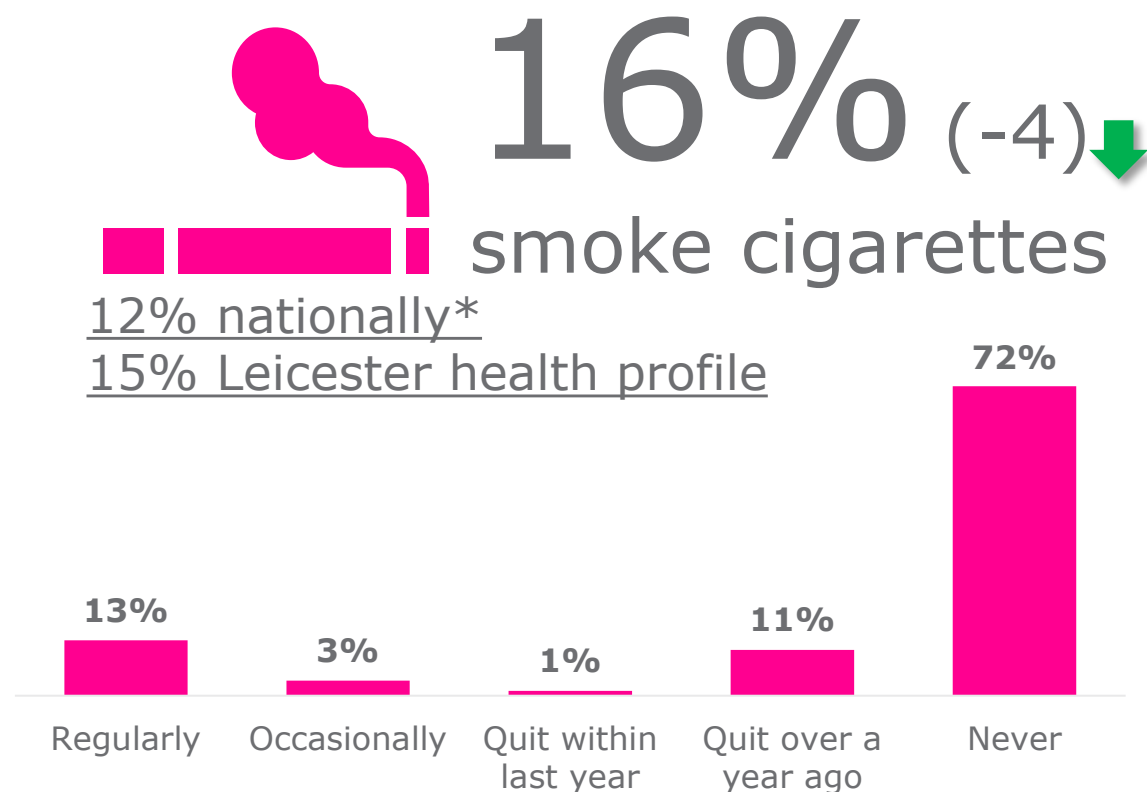 16% (-4)
smoke cigarettes
12% nationally*
15% Leicester health profile
72%
13%
3%
1%
11%
Regularly
Occasionally
Quit within
last year
Quit over a
year ago
Never